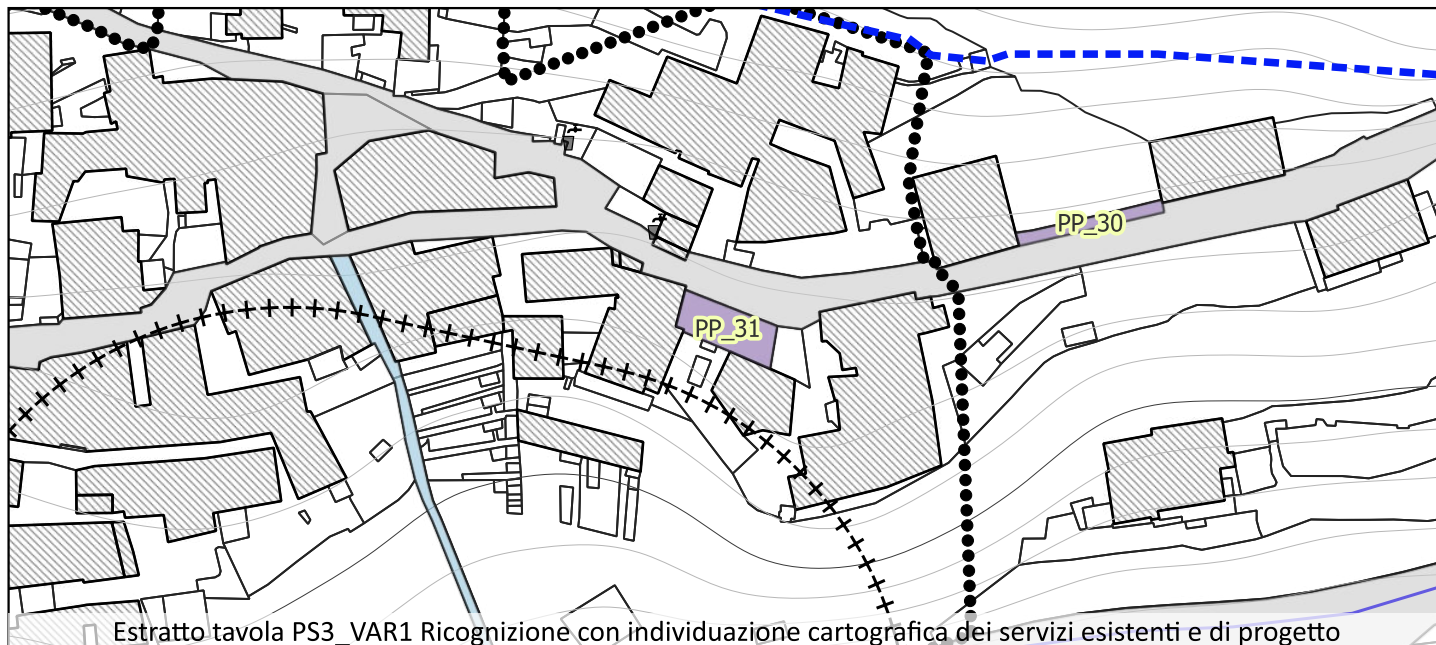 PP_30
PP_31
Estratto tavola PS3_VAR1 Ricognizione con individuazione cartografica dei servizi esistenti e di progetto